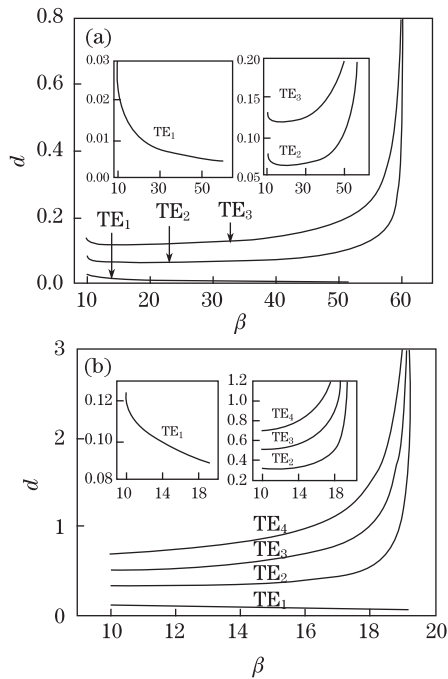 (a)
0.8
0.6
0.4
0.2
0.0
d
0.03
0.02
0.01
0.00
TE₁
10 30 50
0.20
0.15
0.10
0.05
TE₃
TE₂
10 30 50
TE₁ TE₂ TE₃
10 20 30 40 50 60
β
(b)
3
2
1
0
d
0.12
0.10
0.08
TE₁
10 14 18
1.2
1.0
0.8
0.6
0.4
0.2
TE₄
TE₃
TE₂
10 12 14 16 18
TE₄
TE₃
TE₂
TE₁
10 12 14 16 18 20
β